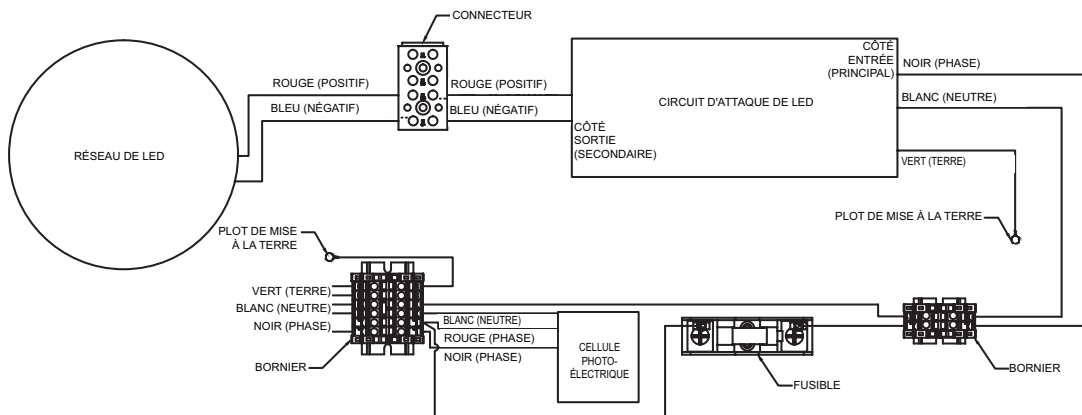 CONNECTEUR
CÔTÉ
ENTRÉE
(PRINCIPAL)
NOIR (PHASE)
ROUGE (POSITIF)
ROUGE (POSITIF)
BLANC (NEUTRE)
CIRCUIT D'ATTAQUE DE LED
BLEU (NÉGATIF)
BLEU (NÉGATIF)
CÔTÉ
SORTIE
(SECONDAIRE)
RÉSEAU DE LED
VERT (TERRE)
PLOT DE MISE À LA TERRE
PLOT DE MISE
À LA TERRE
VERT (TERRE)
BLANC (NEUTRE)
NOIR (PHASE)
BORNIER
BLANC (NEUTRE)
ROUGE (PHASE)
NOIR (PHASE)
CELLULE
PHOTO-
ÉLECTRIQUE
FUSIBLE
BORNIER